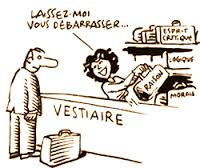 LAISSEZ-MOI
VOUS DÉBARRASSER...
ESPRIT
CRITIQUE
LOGIQUE
RAISON
MORALE
VESTIAIRE